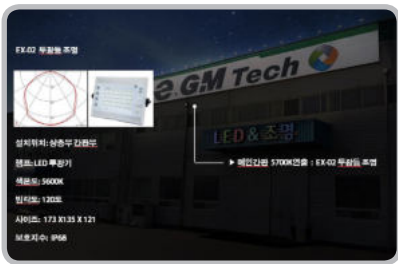 EX-02 투광등 조명
e.GM Tech
LED & 조명
설치위치: 상층부 간판부
램프: LED 투광기
▶ 메인간판 5700K연출 : EX-02 투광등 조명
색온도: 5600K
빔각도: 120도
사이즈: 173 X135 X 121
보호지수: IP68